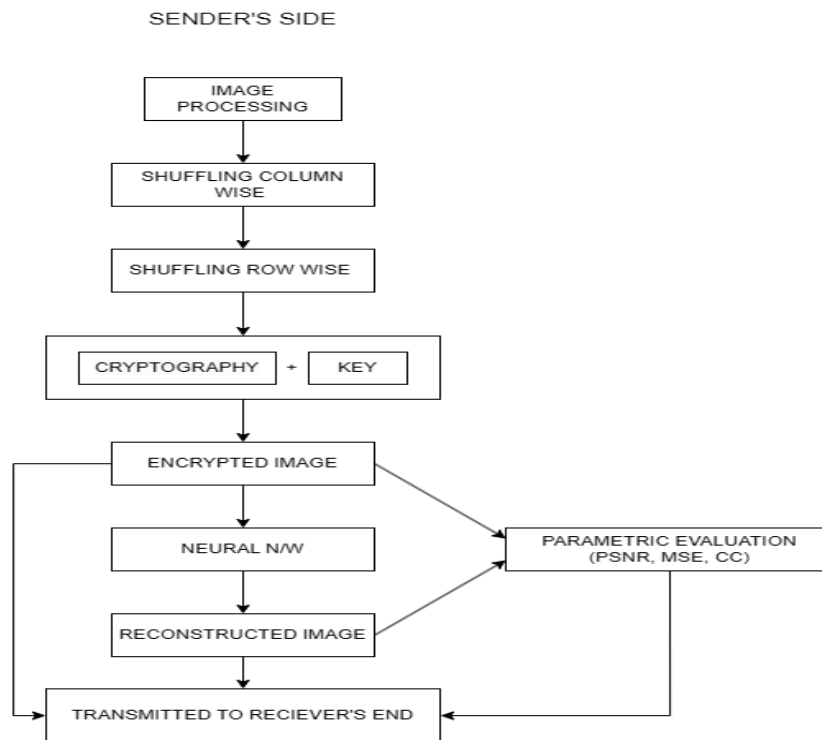 SENDER'S SIDE
IMAGE
PROCESSING
SHUFFLING COLUMN
WISE
SHUFFLING ROW WISE
CRYPTOGRAPHY + KEY
ENCRYPTED IMAGE
NEURAL N/W
PARAMETRIC EVALUATION
(PSNR, MSE, CC)
RECONSTRUCTED IMAGE
TRANSMITTED TO RECIEVER'S END